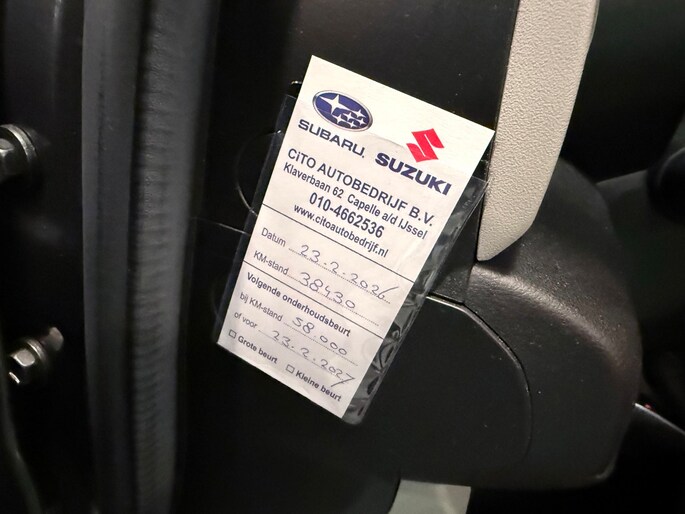 SUBARU.
SUZUKI
CITO AUTOBEDRIJF B.V.
Klaverbaan 62 Capelle a/d IJssel
010-4662536
www.citoautobedrijf.nl
Datum 23-2-2026
KM-stand 38430
Volgende onderhoudsbeurt
bij KM-stand 58.000
of voor 23-2-2027
Grote beurt Kleine beurt